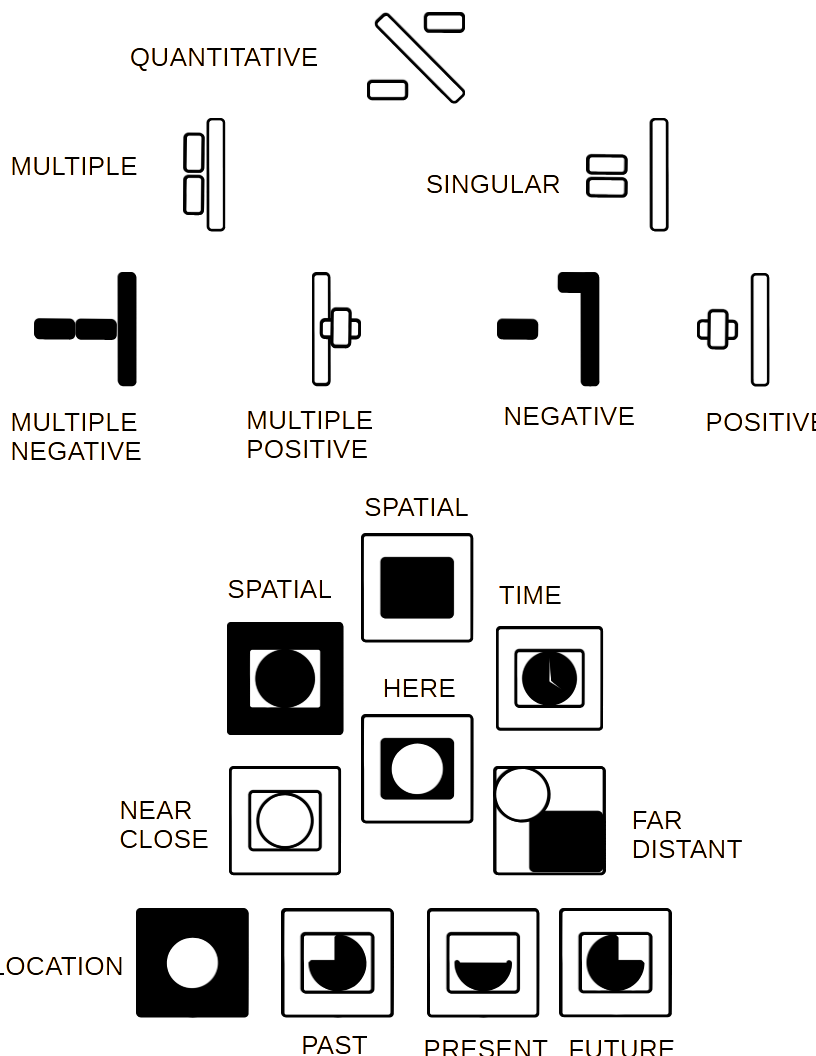 QUANTITATIVE
MULTIPLE
SINGULAR
MULTIPLE
NEGATIVE
MULTIPLE
POSITIVE
NEGATIVE
POSITIVE
SPATIAL
SPATIAL
TIME
HERE
NEAR
CLOSE
FAR
DISTANT
LOCATION
PAST
PRESENT
FUTURE